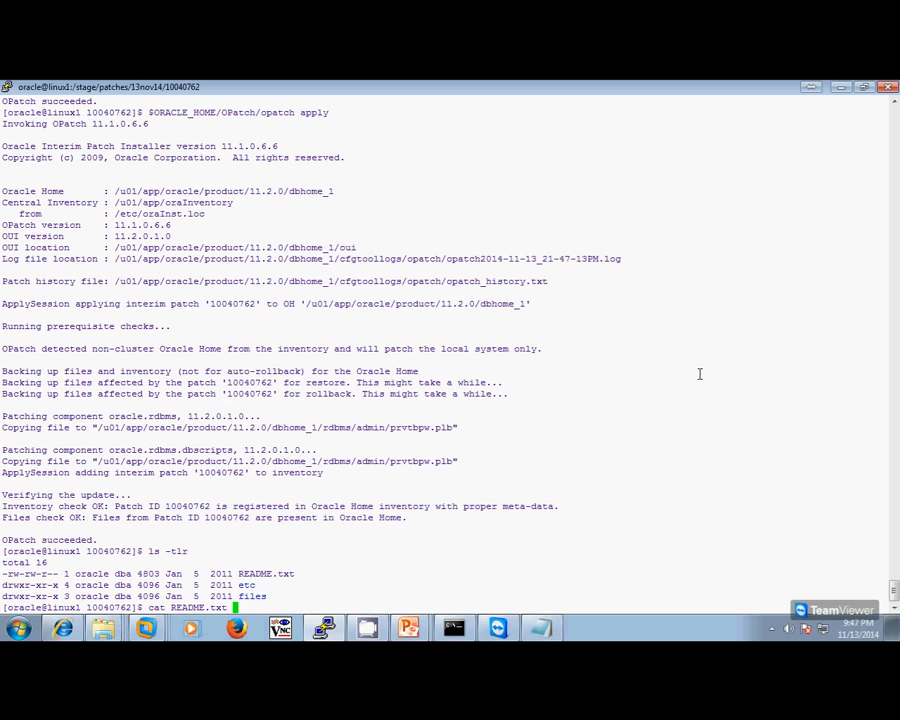 oracle@linux1:/stage/patches/13nov14/10040762
OPatch succeeded.
[oracle@linux1 10040762]$ $ORACLE_HOME/OPatch/opatch apply
Invoking OPatch 11.1.0.6.6
Oracle Interim Patch Installer version 11.1.0.6.6
Copyright (c) 2009, Oracle Corporation.  All rights reserved.
Oracle Home       : /u01/app/oracle/product/11.2.0/dbhome_1
Central Inventory : /u01/app/oraInventory
   from           : /etc/oraInst.loc
OPatch version    : 11.1.0.6.6
OUI version       : 11.2.0.1.0
OUI location      : /u01/app/oracle/product/11.2.0/dbhome_1/oui
Log file location : /u01/app/oracle/product/11.2.0/dbhome_1/cfgtoollogs/opatch/opatch2014-11-13_21-47-13PM.log
Patch history file: /u01/app/oracle/product/11.2.0/dbhome_1/cfgtoollogs/opatch/opatch_history.txt
ApplySession applying interim patch '10040762' to OH '/u01/app/oracle/product/11.2.0/dbhome_1'
Running prerequisite checks...
OPatch detected non-cluster Oracle Home from the inventory and will patch the local system only.
Backing up files and inventory (not for auto-rollback) for the Oracle Home
Backing up files affected by the patch '10040762' for restore. This might take a while...
Backing up files affected by the patch '10040762' for rollback. This might take a while...
Patching component oracle.rdbms, 11.2.0.1.0...
Copying file to "/u01/app/oracle/product/11.2.0/dbhome_1/rdbms/admin/prvtbpw.plb"
Patching component oracle.rdbms.dbscripts, 11.2.0.1.0...
Copying file to "/u01/app/oracle/product/11.2.0/dbhome_1/rdbms/admin/prvtbpw.plb"
ApplySession adding interim patch '10040762' to inventory
Verifying the update...
Inventory check OK: Patch ID 10040762 is registered in Oracle Home inventory with proper meta-data.
Files check OK: Files from Patch ID 10040762 are present in Oracle Home.
OPatch succeeded.
[oracle@linux1 10040762]$ ls -tlr
total 16
-rw-rw-r-- 1 oracle dba 4803 Jan  5  2011 README.txt
drwxr-xr-x 4 oracle dba 4096 Jan  5  2011 etc
drwxr-xr-x 3 oracle dba 4096 Jan  5  2011 files
[oracle@linux1 10040762]$ cat README.txt
TeamViewer
VNC
9:47 PM
11/13/2014